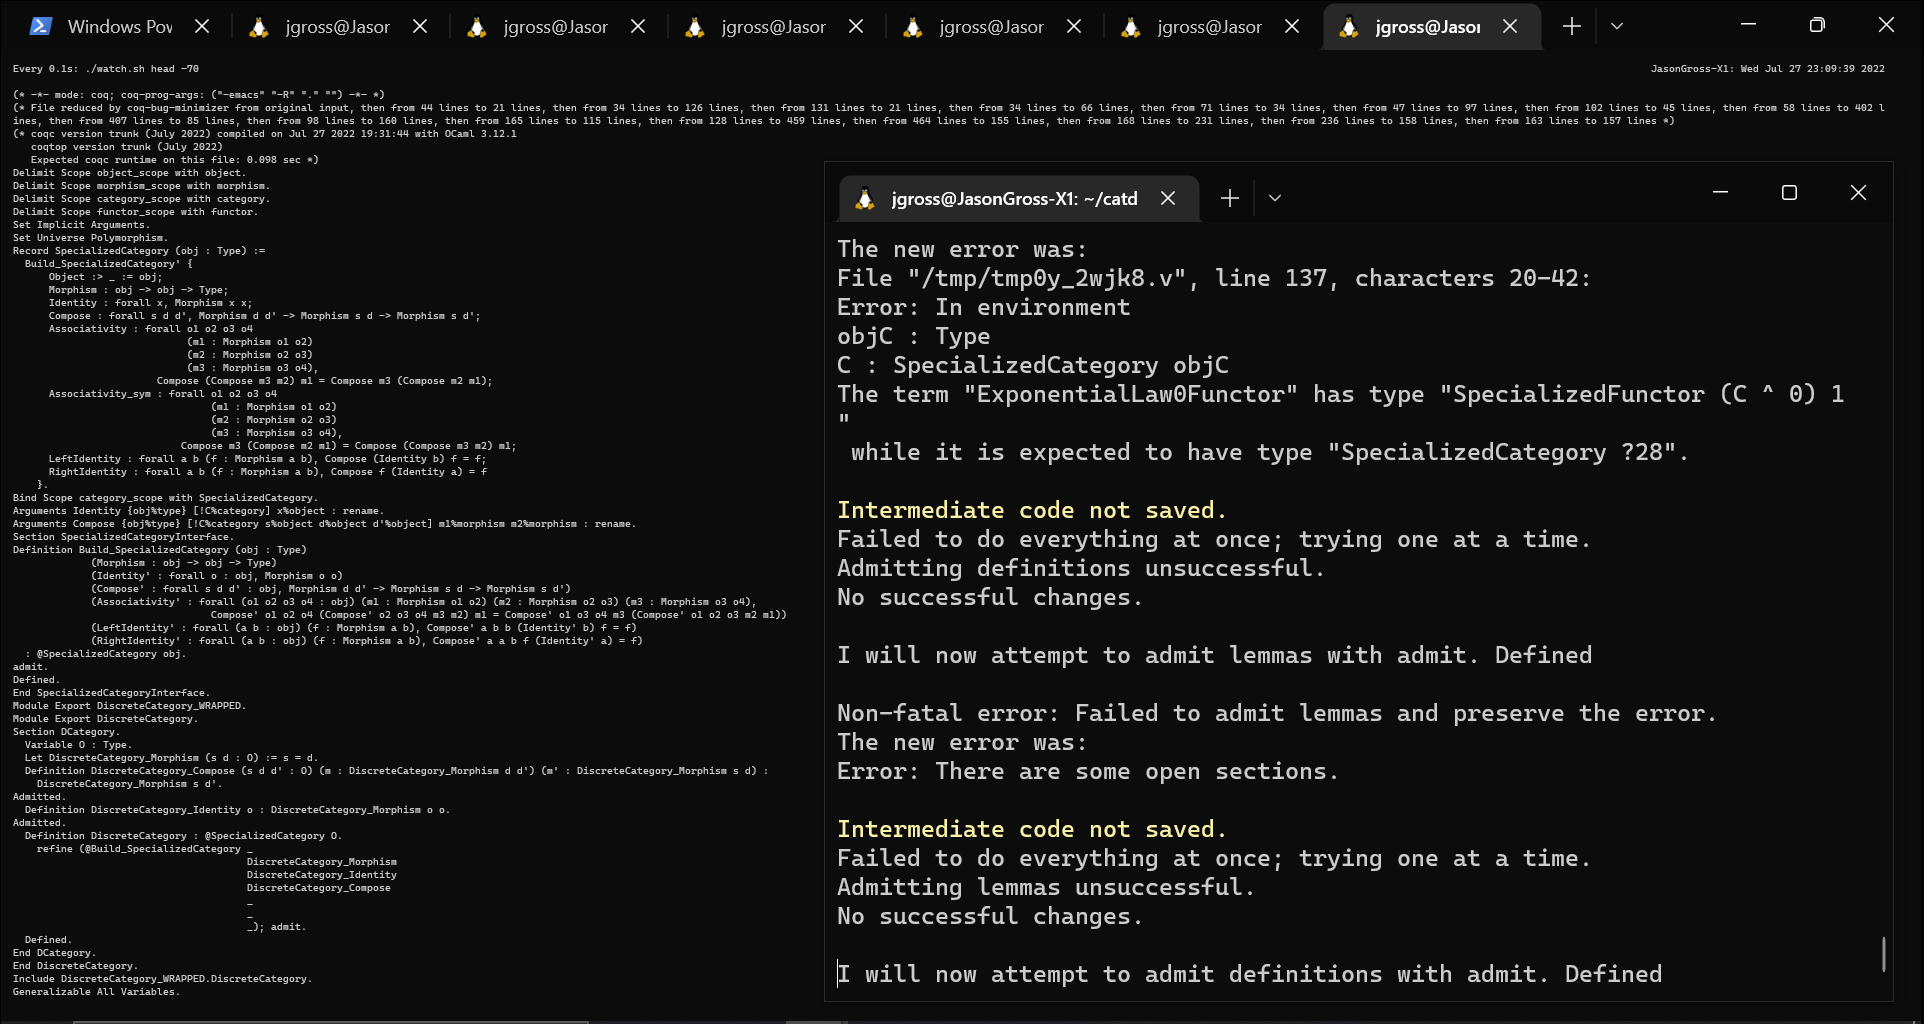 Windows Pow
jgross@Jason
jgross@Jason
jgross@Jason
jgross@Jason
jgross@Jason
jgross@Jason
Every 0.1s: ./watch.sh head -70
JasonGross-X1: Wed Jul 27 23:09:39 2022
(* -*- mode: coq; coq-prog-args: ("-emacs" "-R" "." "") -*- *)
(* File reduced by coq-bug-minimizer from original input, then from 44 lines to 21 lines, then from 34 lines to 126 lines, then from 131 lines to 21 lines, then from 34 lines to 66 lines, then from 71 lines to 34 lines, then from 47 lines to 97 lines, then from 102 lines to 45 lines, then from 58 lines to 402 l
ines, then from 407 lines to 85 lines, then from 98 lines to 160 lines, then from 165 lines to 115 lines, then from 128 lines to 459 lines, then from 464 lines to 155 lines, then from 168 lines to 231 lines, then from 236 lines to 158 lines, then from 163 lines to 157 lines *)
(* coqc version trunk (July 2022) compiled on Jul 27 2022 19:31:44 with OCaml 3.12.1
   coqtop version trunk (July 2022)
   Expected coqc runtime on this file: 0.098 sec *)
Delimit Scope object_scope with object.
Delimit Scope morphism_scope with morphism.
Delimit Scope category_scope with category.
Delimit Scope functor_scope with functor.
Set Implicit Arguments.
Set Universe Polymorphism.
Record SpecializedCategory (obj : Type) :=
  Build_SpecializedCategory' {
      Object :> _ := obj;
      Morphism : obj -> obj -> Type;
      Identity : forall x, Morphism x x;
      Compose : forall s d d', Morphism d d' -> Morphism s d -> Morphism s d';
      Associativity : forall o1 o2 o3 o4
                             (m1 : Morphism o1 o2)
                             (m2 : Morphism o2 o3)
                             (m3 : Morphism o3 o4),
                        Compose (Compose m3 m2) m1 = Compose m3 (Compose m2 m1);
      Associativity_sym : forall o1 o2 o3 o4
                                 (m1 : Morphism o1 o2)
                                 (m2 : Morphism o2 o3)
                                 (m3 : Morphism o3 o4),
                            Compose m3 (Compose m2 m1) = Compose (Compose m3 m2) m1;
      LeftIdentity : forall a b (f : Morphism a b), Compose (Identity b) f = f;
      RightIdentity : forall a b (f : Morphism a b), Compose f (Identity a) = f
    }.
Bind Scope category_scope with SpecializedCategory.
Arguments Identity {obj%type} [!C%category] x%object : rename.
Arguments Compose {obj%type} [!C%category s%object d%object d'%object] m1%morphism m2%morphism : rename.
Section SpecializedCategoryInterface.
Definition Build_SpecializedCategory (obj : Type)
             (Morphism : obj -> obj -> Type)
             (Identity' : forall o : obj, Morphism o o)
             (Compose' : forall s d d' : obj, Morphism d d' -> Morphism s d -> Morphism s d')
             (Associativity' : forall (o1 o2 o3 o4 : obj) (m1 : Morphism o1 o2) (m2 : Morphism o2 o3) (m3 : Morphism o3 o4),
                                 Compose' o1 o2 o4 (Compose' o2 o3 o4 m3 m2) m1 = Compose' o1 o3 o4 m3 (Compose' o1 o2 o3 m2 m1))
             (LeftIdentity' : forall (a b : obj) (f : Morphism a b), Compose' a b b (Identity' b) f = f)
             (RightIdentity' : forall (a b : obj) (f : Morphism a b), Compose' a a b f (Identity' a) = f)
  : @SpecializedCategory obj.
admit.
Defined.
End SpecializedCategoryInterface.
Module Export DiscreteCategory_WRAPPED.
Module Export DiscreteCategory.
Section DCategory.
  Variable O : Type.
  Let DiscreteCategory_Morphism (s d : O) := s = d.
  Definition DiscreteCategory_Compose (s d d' : O) (m : DiscreteCategory_Morphism d d') (m' : DiscreteCategory_Morphism s d) :
    DiscreteCategory_Morphism s d'.
Admitted.
  Definition DiscreteCategory_Identity o : DiscreteCategory_Morphism o o.
Admitted.
  Definition DiscreteCategory : @SpecializedCategory O.
    refine (@Build_SpecializedCategory _
                                       DiscreteCategory_Morphism
                                       DiscreteCategory_Identity
                                       DiscreteCategory_Compose
                                       _
                                       _
                                       _); admit.
  Defined.
End DCategory.
End DiscreteCategory.
Include DiscreteCategory_WRAPPED.DiscreteCategory.
Generalizable All Variables.
jgross@JasonGross-X1: ~/catd
The new error was:
File "/tmp/tmp0y_2wjk8.v", line 137, characters 20-42:
Error: In environment
objC : Type
C : SpecializedCategory objC
The term "ExponentialLaw0Functor" has type "SpecializedFunctor (C ^ 0) 1
"
 while it is expected to have type "SpecializedCategory ?28".
Intermediate code not saved.
Failed to do everything at once; trying one at a time.
Admitting definitions unsuccessful.
No successful changes.
I will now attempt to admit lemmas with admit. Defined
Non-fatal error: Failed to admit lemmas and preserve the error.
The new error was:
Error: There are some open sections.
Intermediate code not saved.
Failed to do everything at once; trying one at a time.
Admitting lemmas unsuccessful.
No successful changes.
I will now attempt to admit definitions with admit. Defined